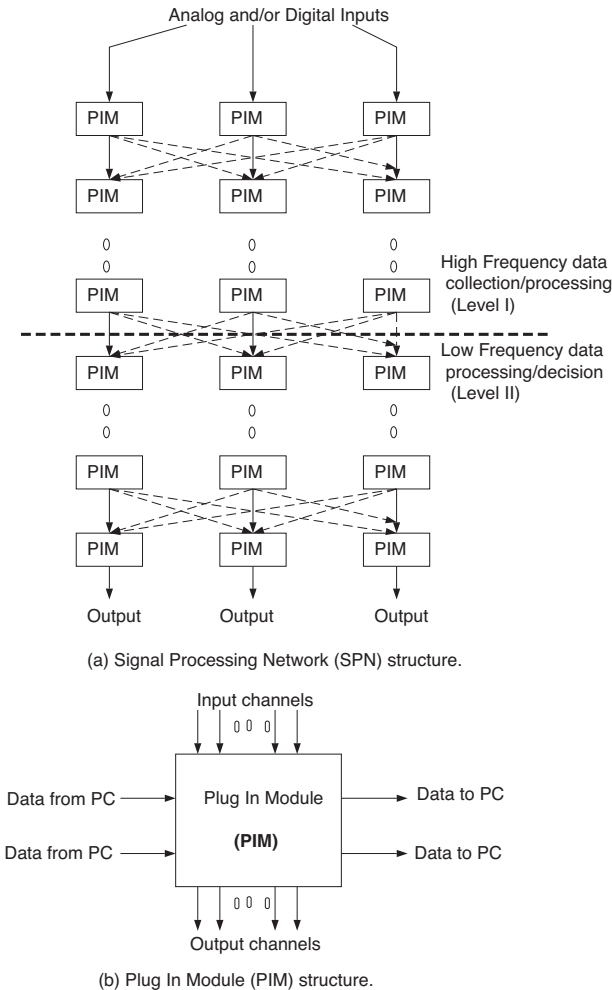 Analog and/or Digital Inputs
PIM PIM PIM
PIM PIM PIM
High Frequency data
collection/processing
(Level I)
PIM PIM PIM
Low Frequency data
processing/decision
(Level II)
PIM PIM PIM
PIM PIM PIM
PIM PIM PIM
Output Output Output
(a) Signal Processing Network (SPN) structure.
Input channels
Data from PC Plug In Module Data to PC
(PIM)
Data from PC Data to PC
Output channels
(b) Plug In Module (PIM) structure.